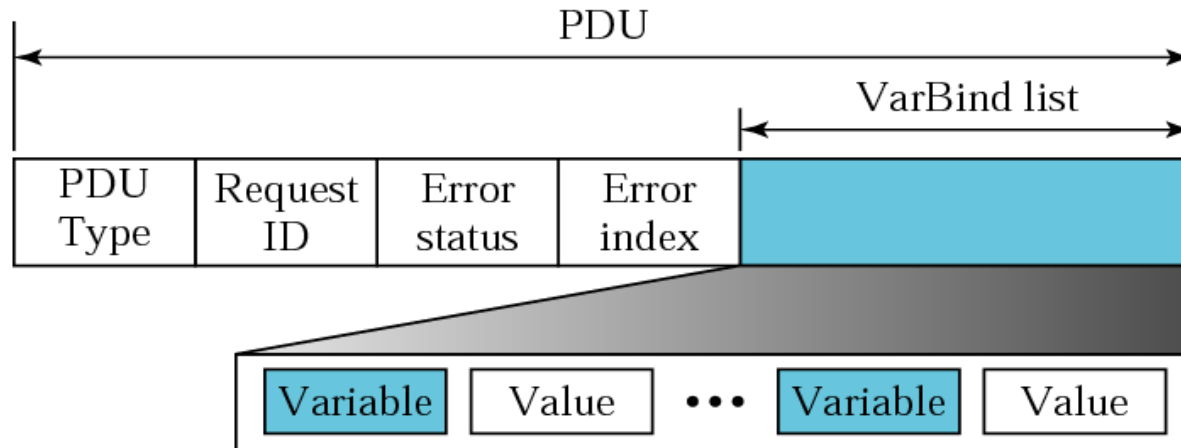 PDU
VarBind list
PDU
Type
Request
ID
Error
status
Error
index
Variable Value ••• Variable Value